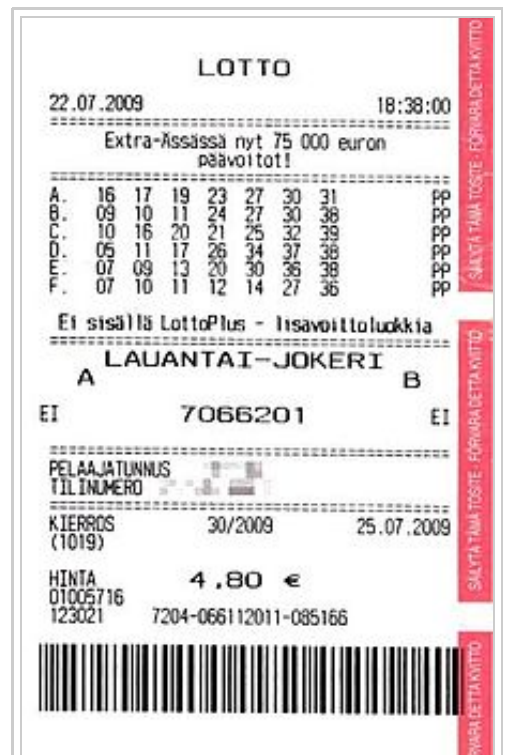 LOTTO
22.07.2009 18:38:00
Extra-Ässässä nyt 75 000 euron
päävoitot!
A. 16 17 19 23 27 30 31 PP
B. 09 10 11 24 27 30 38 PP
C. 10 16 20 21 25 32 39 PP
D. 05 11 17 26 34 37 38 PP
E. 07 09 13 20 30 36 38 PP
F. 07 10 11 12 14 27 36 PP
Ei sisällä LottoPlus - lisävoittoluokkia
LAUANTAI-JOKERI
A B
EI 7066201 EI
PELAAJATUNNUS
TILINUMERO
KIERROS 30/2009 25.07.2009
(1019)
HINTA 4,80 €
01005716
123021 7204-066112011-085166
SÄILYTÄ TÄMÄ TOSITE - FÖRVARA DETTA KVITTO
SÄILYTÄ TÄMÄ TOSITE - FÖRVARA DETTA KVITTO
DETTA KVITTO